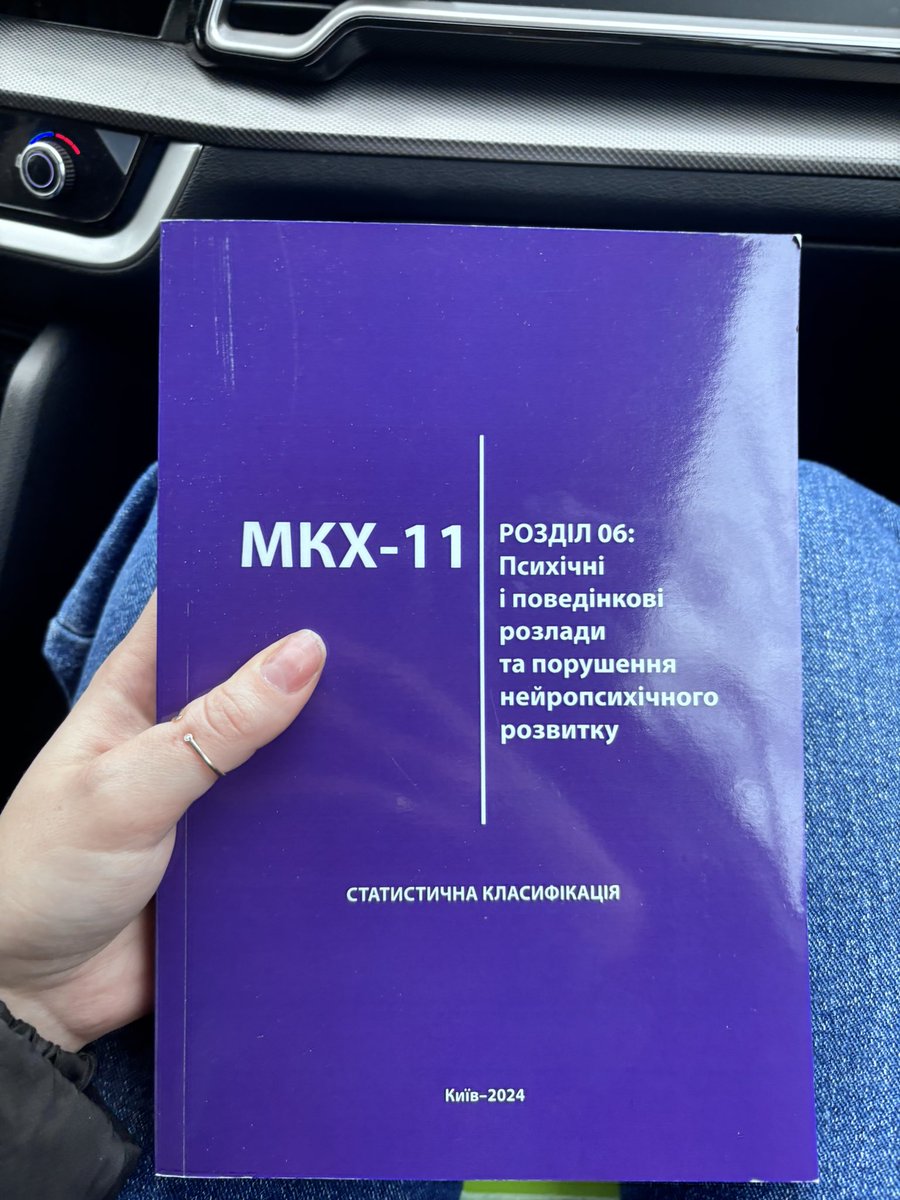 МКХ-11
РОЗДІЛ 06:
Психічні
і поведінкові
розлади
та порушення
нейропсихічного
розвитку
СТАТИСТИЧНА КЛАСИФІКАЦІЯ
Київ–2024